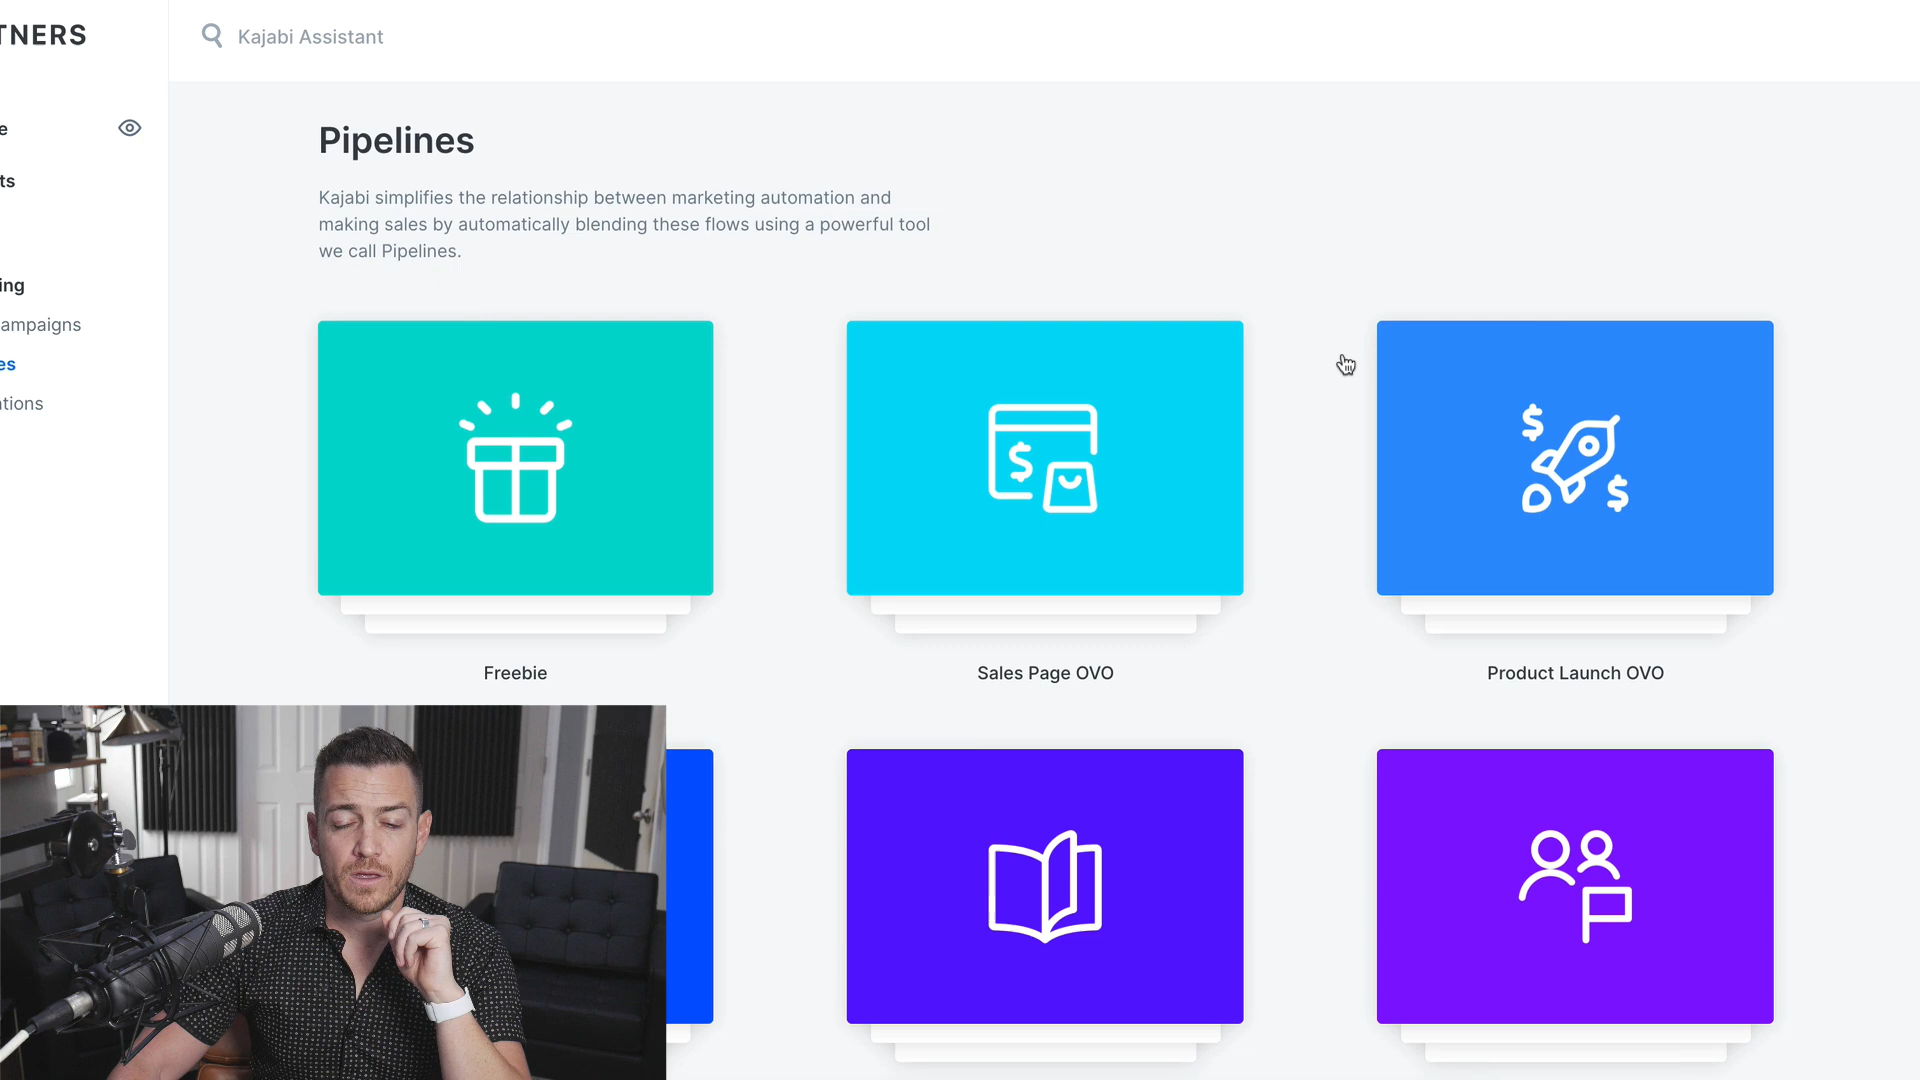 TNERS
Kajabi Assistant
e
ts
ing
ampaigns
es
ations
Pipelines
Kajabi simplifies the relationship between marketing automation and
making sales by automatically blending these flows using a powerful tool
we call Pipelines.
$
$
$
Freebie
Sales Page OVO
Product Launch OVO